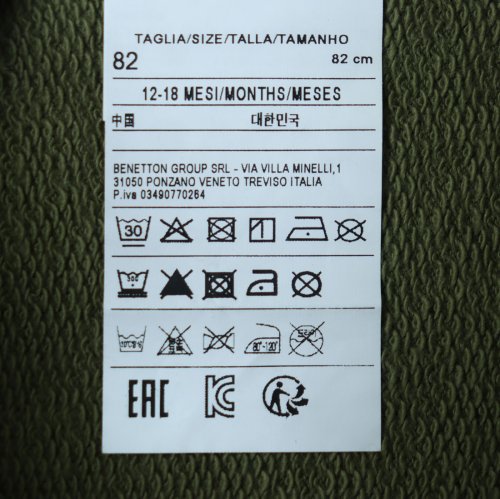 TAGLIA/SIZE/TALLA/TAMANHO
82 82 cm
12-18 MESI/MONTHS/MESES
中国 대한민국
BENETTON GROUP SRL - VIA VILLA MINELLI,1
31050 PONZANO VENETO TREVISO ITALIA
P.iva 03490770264
30
EAC KC